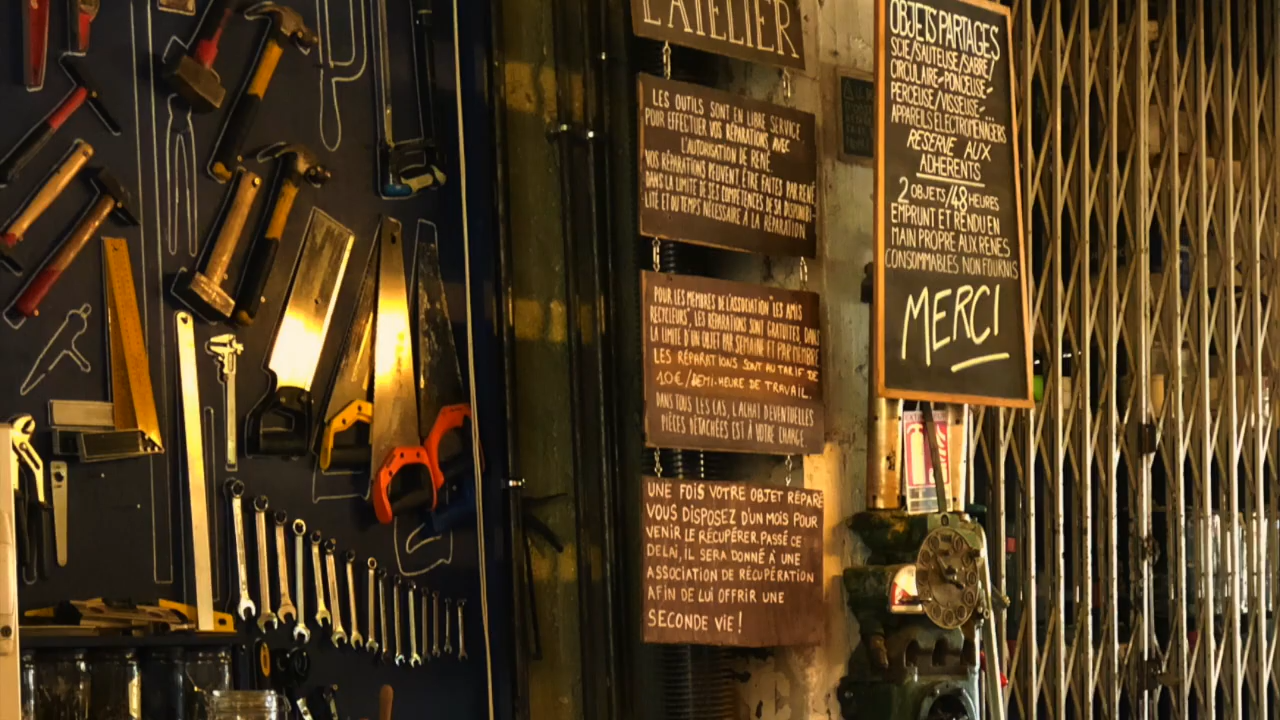 L'ATELIER
LES OUTILS SONT EN LIBRE SERVICE
POUR EFFECTUER VOS RÉPARATIONS AVEC
L'AUTORISATION DE RENÉ.
VOS RÉPARATIONS PEUVENT ÊTRE FAITES PAR RENÉ
DANS LA LIMITE DE SES COMPÉTENCES DE SA DISPONIBI-
LITÉ ET DU TEMPS NÉCESSAIRE À LA RÉPARATION
POUR LES MEMBRES DE L'ASSOCIATION "LES AMIS
RECYCLEURS", LES RÉPARATIONS SONT GRATUITES, DANS
LA LIMITE D'UN OBJET PAR SEMAINE ET PAR MEMBRE
LES RÉPARATIONS SONT AU TARIF DE
10€/DEMI-HEURE DE TRAVAIL.
DANS TOUS LES CAS, L'ACHAT D'EVENTUELLES
PIÈCES DÉTACHÉES EST À VOTRE CHARGE.
UNE FOIS VOTRE OBJET RÉPARÉ
VOUS DISPOSEZ D'UN MOIS POUR
VENIR LE RÉCUPÉRER. PASSÉ CE
DELAI, IL SERA DONNÉ À UNE
ASSOCIATION DE RÉCUPÉRATION
AFIN DE LUI OFFRIR UNE
SECONDE VIE !
OBJETS PARTAGÉS
SCIE/SAUTEUSE/SABRE/
CIRCULAIRE-PONCEUSE-
PERCEUSE/VISSEUSE-
APPAREILS ELECTROMENAGERS
RESERVE AUX
ADHERENTS
2 OBJETS/48 HEURES
EMPRUNT ET RENDU EN
MAIN PROPRE AUX RENÉS
CONSOMMABLES NON FOURNIS
MERCI